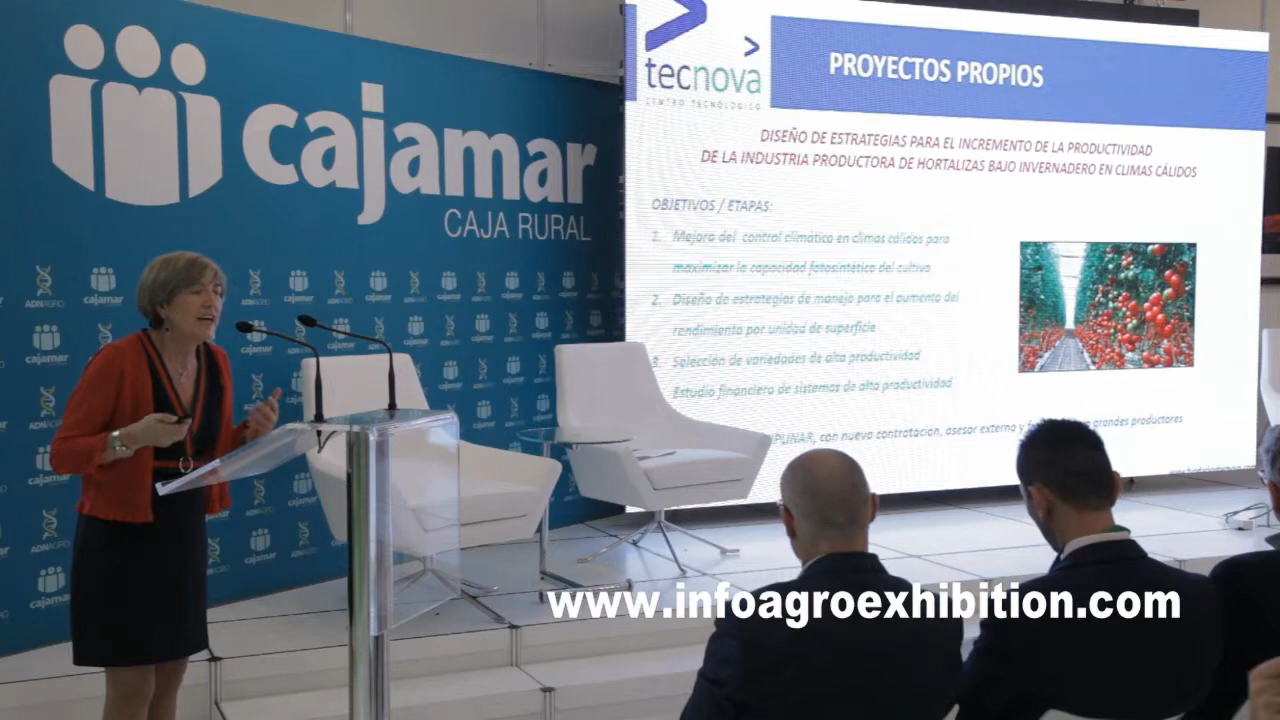 cajamar
CAJA RURAL
tecnova
CENTRO TECNOLÓGICO
PROYECTOS PROPIOS
DISEÑO DE ESTRATEGIAS PARA EL INCREMENTO DE LA PRODUCTIVIDAD
DE LA INDUSTRIA PRODUCTORA DE HORTALIZAS BAJO INVERNADERO EN CLIMAS CÁLIDOS
OBJETIVOS / ETAPAS:
1. Mejora del control climático en climas cálidos para
maximizar la capacidad fotosintética del cultivo
2. Diseño de estrategias de manejo para el aumento del
rendimiento por unidad de superficie
3. Selección de variedades de alta productividad
Estudio financiero de sistemas de alta productividad
con nueva contratacion, asesor externo y
grandes productores
www.infoagroexhibition.com
ADNAGRO
cajamar